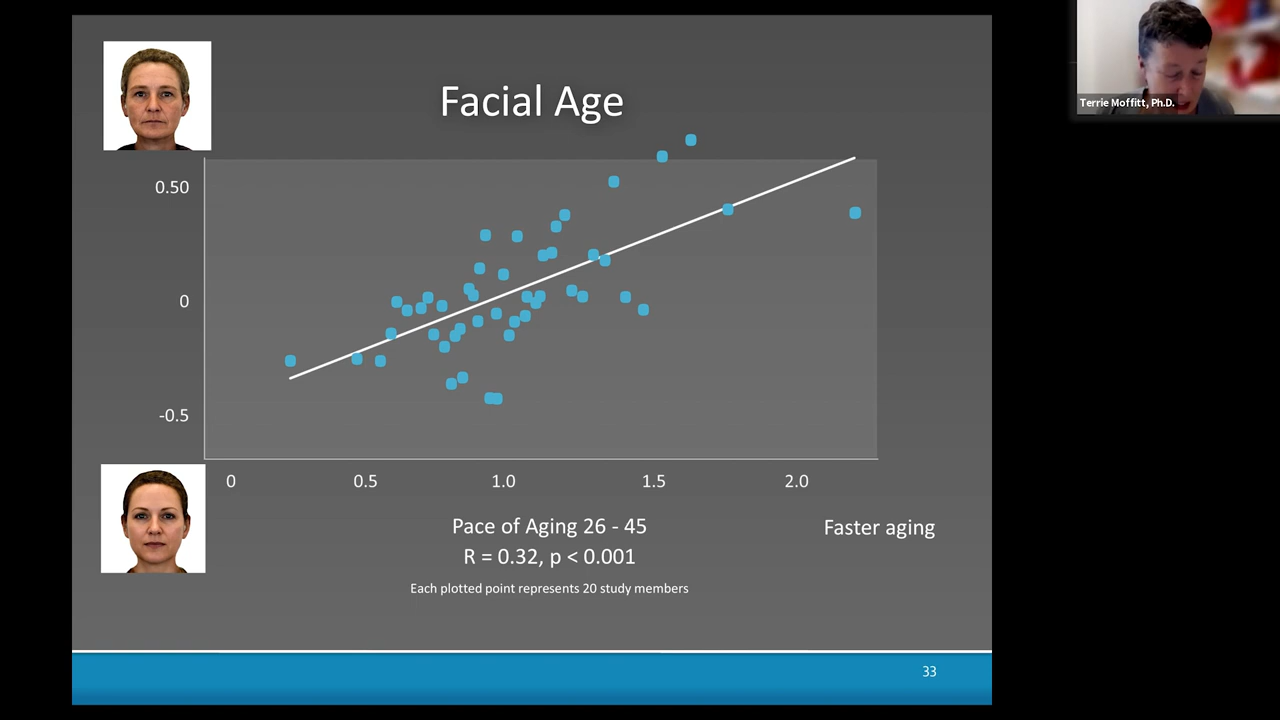 Facial Age
Terrie Moffitt, Ph.D.
0.50
0
-0.5
0 0.5 1.0 1.5 2.0
Pace of Aging 26 - 45
Faster aging
R = 0.32, p < 0.001
Each plotted point represents 20 study members
33